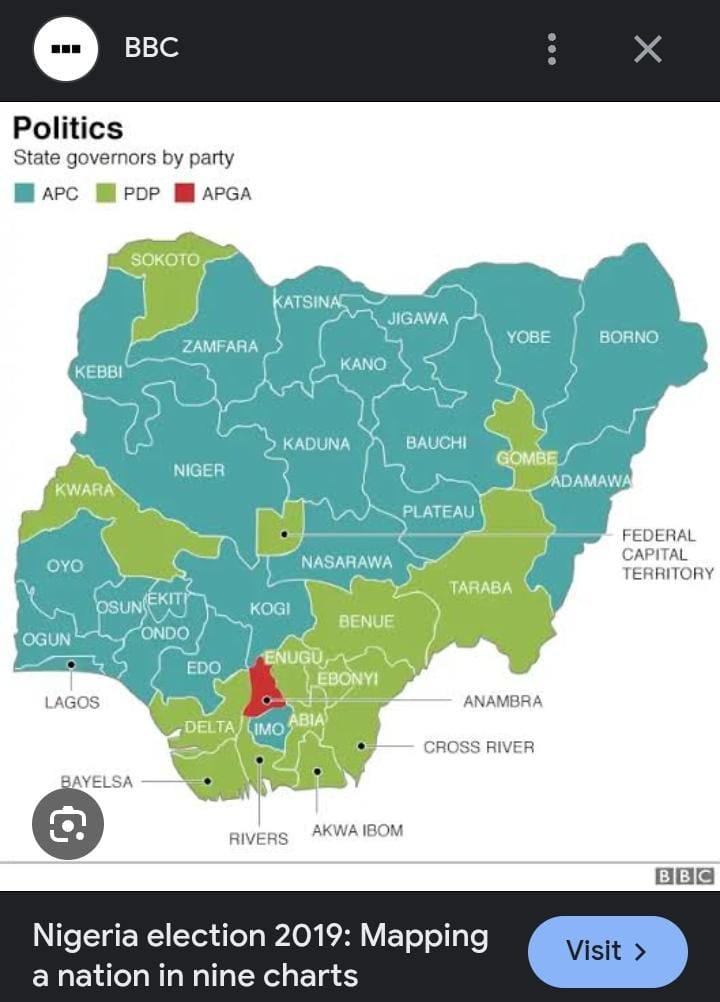 BBC
Politics
State governors by party
APC PDP APGA
SOKOTO
KATSINA
JIGAWA
ZAMFARA
YOBE
BORNO
KANO
KEBBI
KADUNA
BAUCHI
NIGER
GOMBE
ADAMAWA
KWARA
PLATEAU
FEDERAL
CAPITAL
TERRITORY
OYO
NASARAWA
TARABA
OSUN
EKITI
KOGI
BENUE
OGUN
ONDO
EDO
ENUGU
EBONYI
LAGOS
ANAMBRA
DELTA
IMO
ABIA
CROSS RIVER
BAYELSA
RIVERS
AKWA IBOM
BBC
Nigeria election 2019: Mapping
a nation in nine charts
Visit >